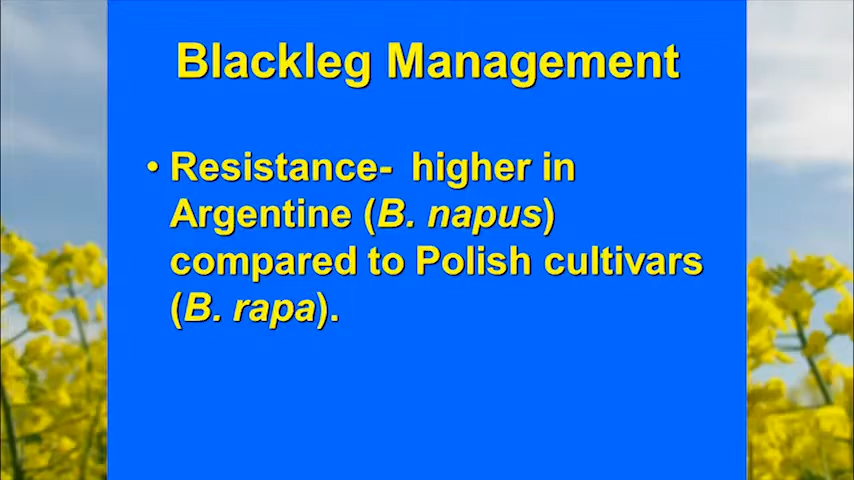 Blackleg Management
• Resistance- higher in
Argentine (B. napus)
compared to Polish cultivars
(B. rapa).